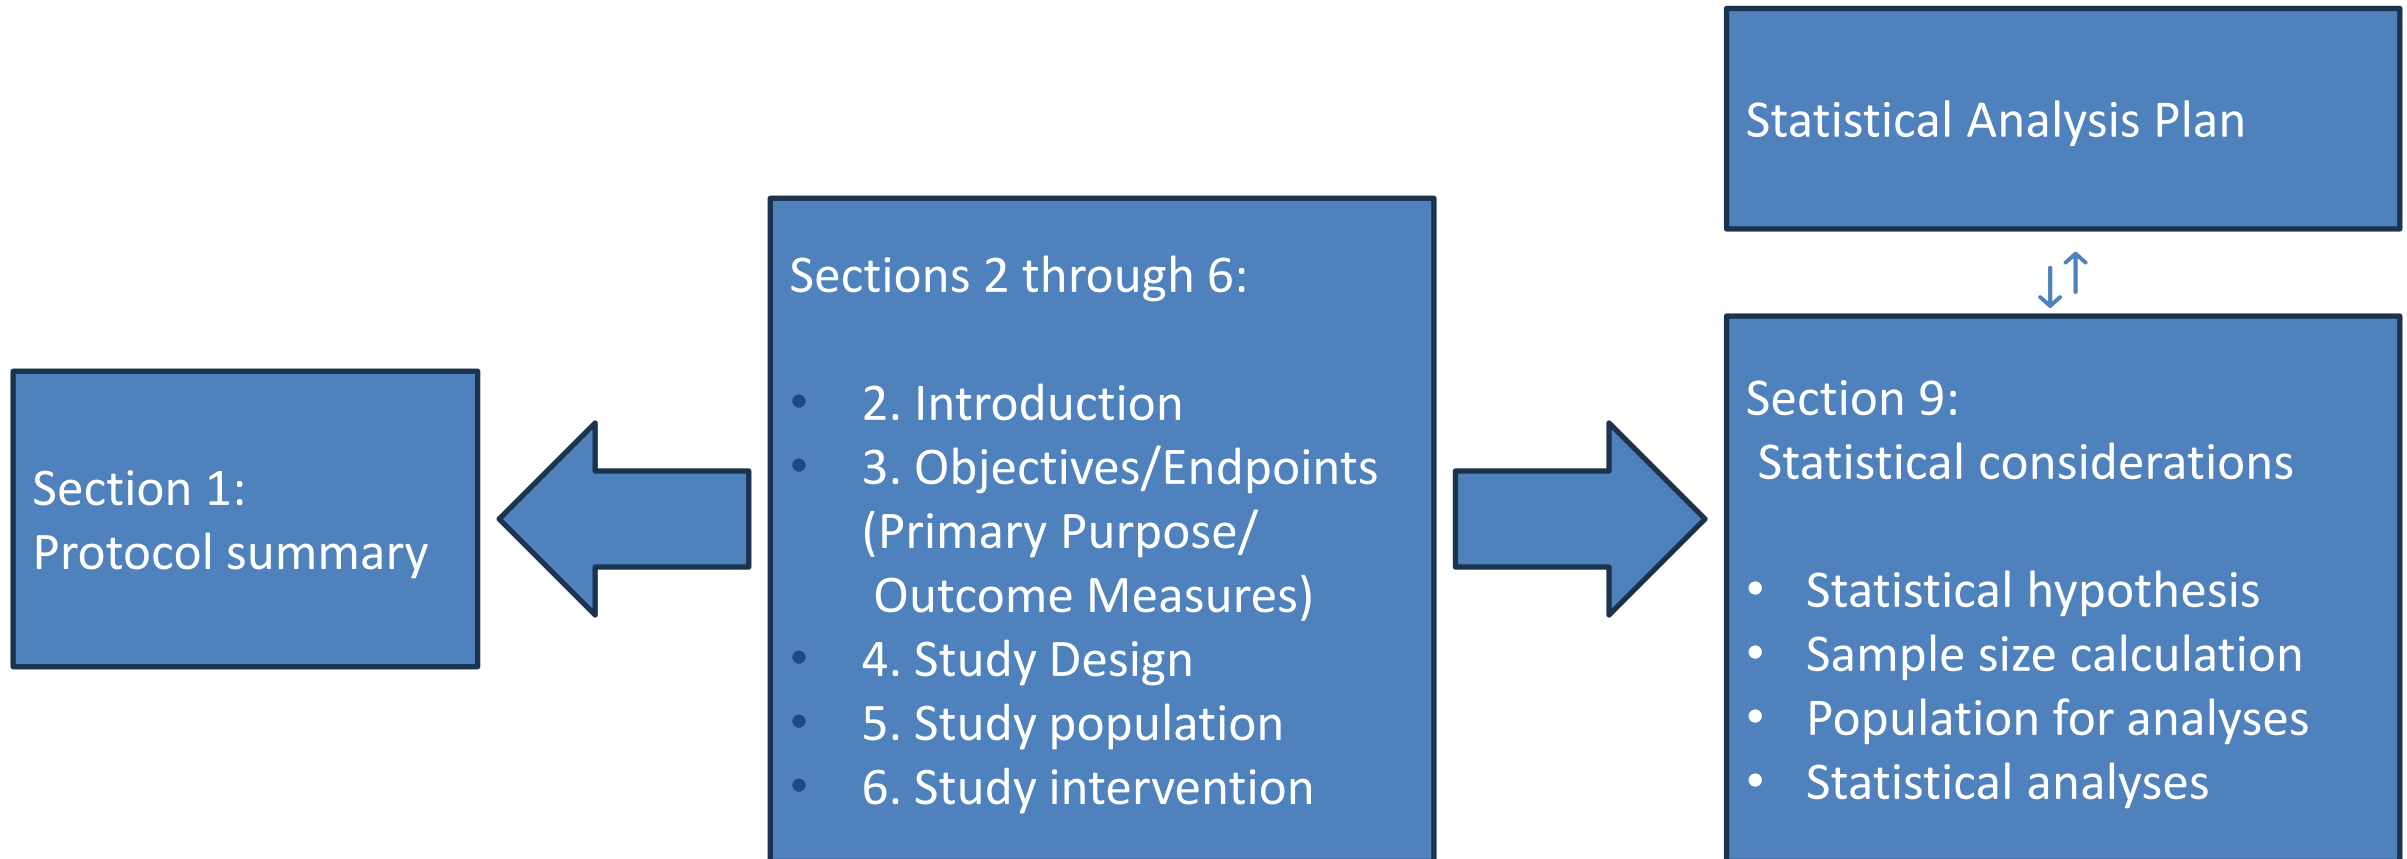 Statistical Analysis Plan
Sections 2 through 6:
• 2. Introduction
• 3. Objectives/Endpoints
(Primary Purpose/
Outcome Measures)
• 4. Study Design
• 5. Study population
• 6. Study intervention
Section 1:
Protocol summary
Section 9:
Statistical considerations
• Statistical hypothesis
• Sample size calculation
• Population for analyses
• Statistical analyses